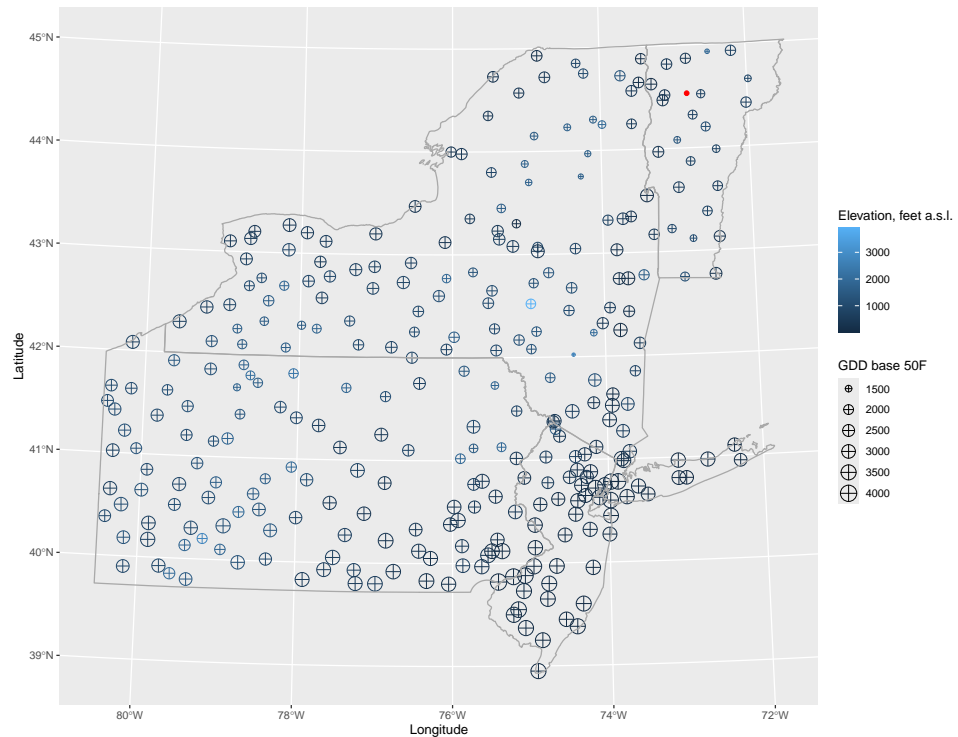 45°N
44°N
43°N
42°N
41°N
40°N
39°N
Latitude
80°W
78°W
76°W
74°W
72°W
Longitude
Elevation, feet a.s.l.
3000
2000
1000
GDD base 50F
1500
2000
2500
3000
3500
4000